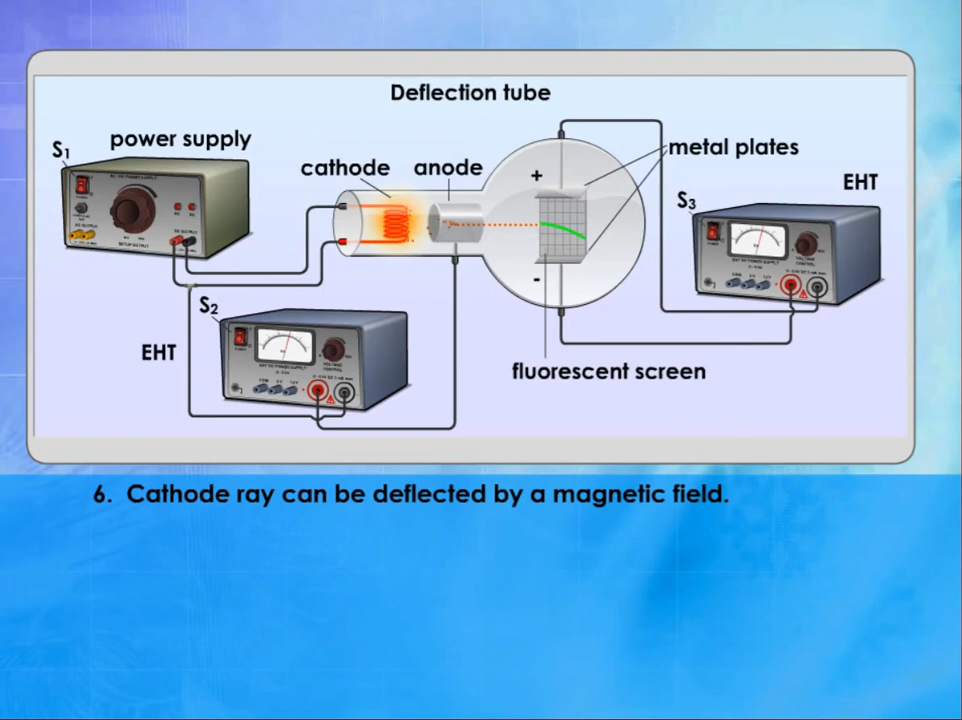 Deflection tube
S1
power supply
cathode
anode
metal plates
+
EHT
S3
-
S2
EHT
fluorescent screen
6. Cathode ray can be deflected by a magnetic field.